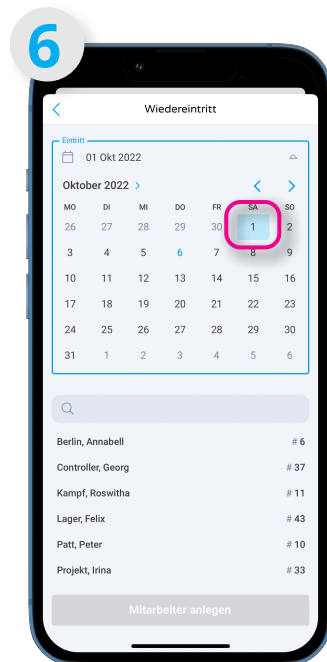 6
Wiedereintritt
Eintritt
01 Okt 2022
Oktober 2022 >
MO DI MI DO FR SA SO
26 27 28 29 30 1 2
3 4 5 6 7 8 9
10 11 12 13 14 15 16
17 18 19 20 21 22 23
24 25 26 27 28 29 30
31 1 2 3 4 5 6
Berlin, Annabell # 6
Controller, Georg # 37
Kampf, Roswitha # 11
Lager, Felix # 43
Patt, Peter # 10
Projekt, Irina # 33
Mitarbeiter anlegen